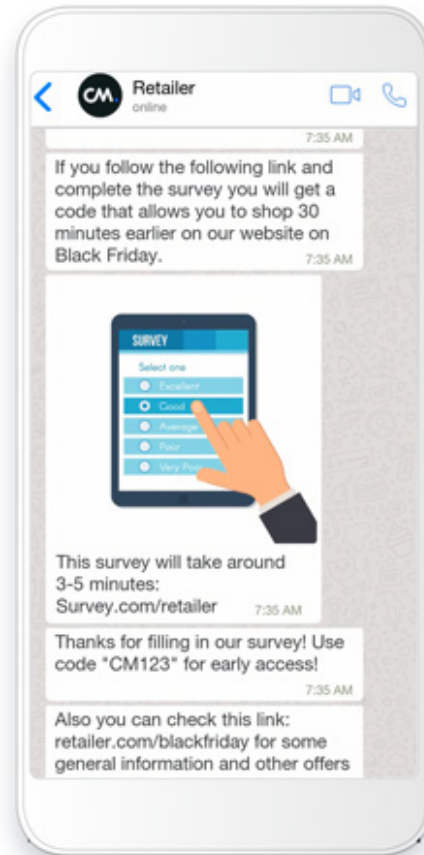 CM.
Retailer
online
7:35 AM
If you follow the following link and
complete the survey you will get a
code that allows you to shop 30
minutes earlier on our website on
Black Friday.
7:35 AM
SURVEY
Select one
Excellent
Good
Average
Poor
Very Poor
This survey will take around
3-5 minutes:
Survey.com/retailer
7:35 AM
Thanks for filling in our survey! Use
code "CM123" for early access!
7:35 AM
Also you can check this link:
retailer.com/blackfriday for some
general information and other offers